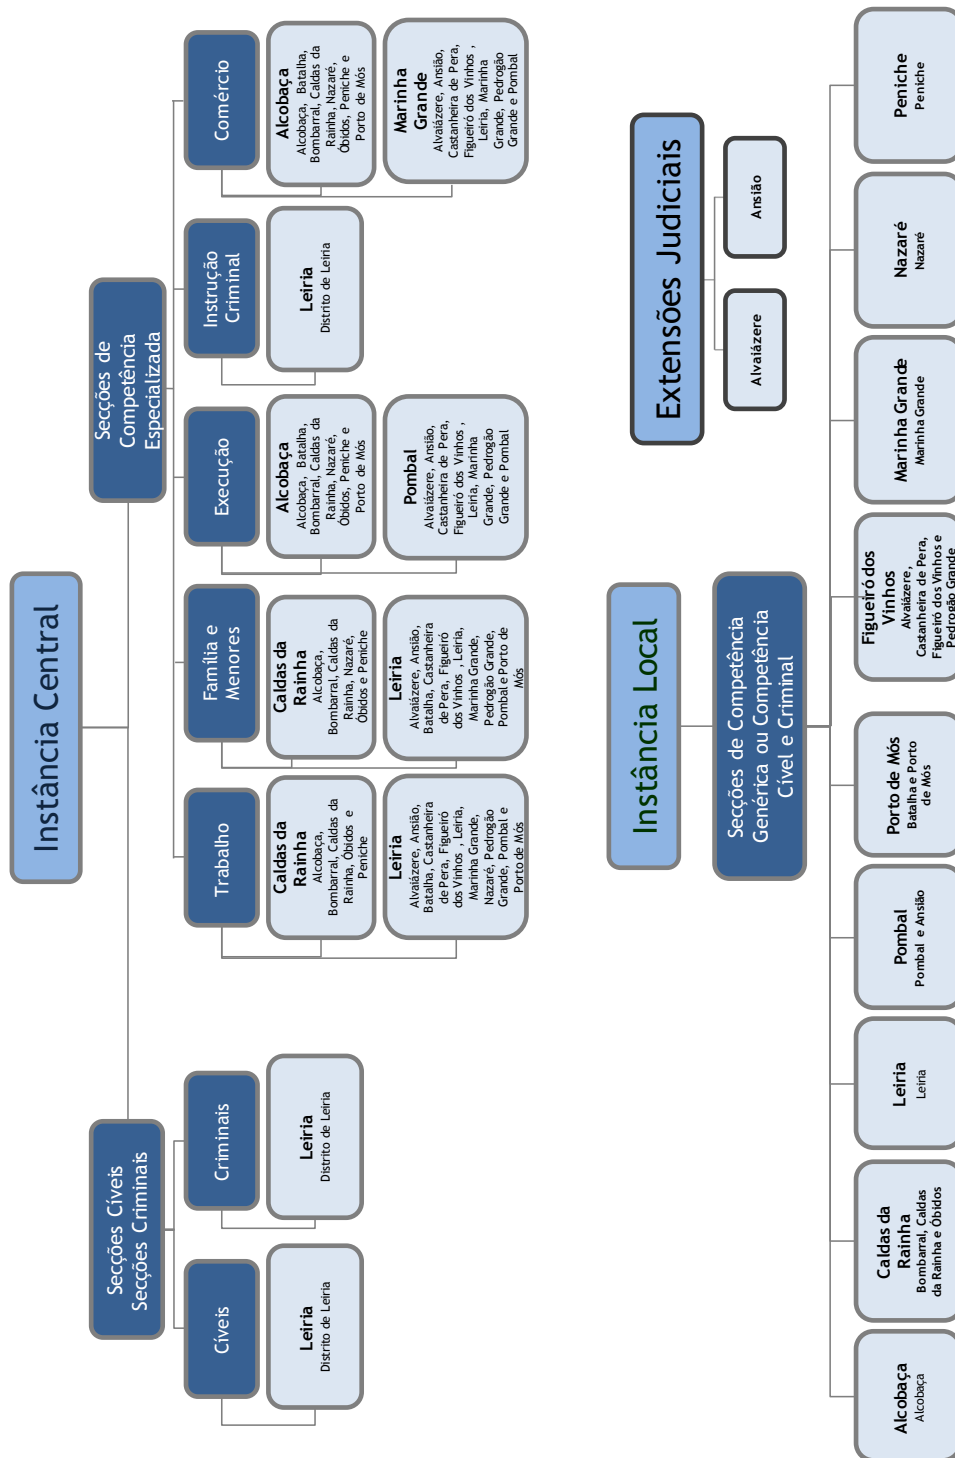 Instância Central
Secções Cíveis
Secções Criminais
Cíveis
Leiria
Distrito de Leiria
Criminais
Leiria
Distrito de Leiria
Secções de
Competência
Especializada
Trabalho
Caldas da
Rainha
Alcobaça,
Bombarral, Caldas da
Rainha, Óbidos e
Peniche
Leiria
Alvaiázere, Ansião,
Batalha, Castanheira
de Pera, Figueiró
dos Vinhos , Leiria,
Marinha Grande,
Nazaré, Pedrogão
Grande, Pombal e
Porto de Mós
Família e
Menores
Caldas da
Rainha
Alcobaça,
Bombarral, Caldas da
Rainha, Nazaré,
Óbidos e Peniche
Leiria
Alvaiázere, Ansião,
Batalha, Castanheira
de Pera, Figueiró
dos Vinhos , Leiria,
Marinha Grande,
Pedrogão Grande,
Pombal e Porto de
Mós
Execução
Alcobaça
Alcobaça, Batalha,
Bombarral, Caldas da
Rainha, Nazaré,
Óbidos, Peniche e
Porto de Mós
Pombal
Alvaiázere, Ansião,
Castanheira de Pera,
Figueiró dos Vinhos ,
Leiria, Marinha
Grande, Pedrogão
Grande e Pombal
Instrução
Criminal
Leiria
Distrito de Leiria
Comércio
Alcobaça
Alcobaça, Batalha,
Bombarral, Caldas da
Rainha, Nazaré,
Óbidos, Peniche e
Porto de Mós
Marinha
Grande
Alvaiázere, Ansião,
Castanheira de Pera,
Figueiró dos Vinhos ,
Leiria, Marinha
Grande, Pedrogão
Grande e Pombal
Instância Local
Secções de Competência
Genérica ou Competência
Cível e Criminal
Alcobaça
Alcobaça
Caldas da
Rainha
Bombarral, Caldas
da Rainha e Óbidos
Leiria
Leiria
Pombal
Pombal e Ansião
Porto de Mós
Batalha e Porto
de Mós
Figueiró dos
Vinhos
Alvaiázere,
Castanheira de Pera,
Figueiró dos Vinhos e
Pedrogão Grande
Marinha Grande
Marinha Grande
Nazaré
Nazaré
Peniche
Peniche
Extensões Judiciais
Alvaiázere
Ansião